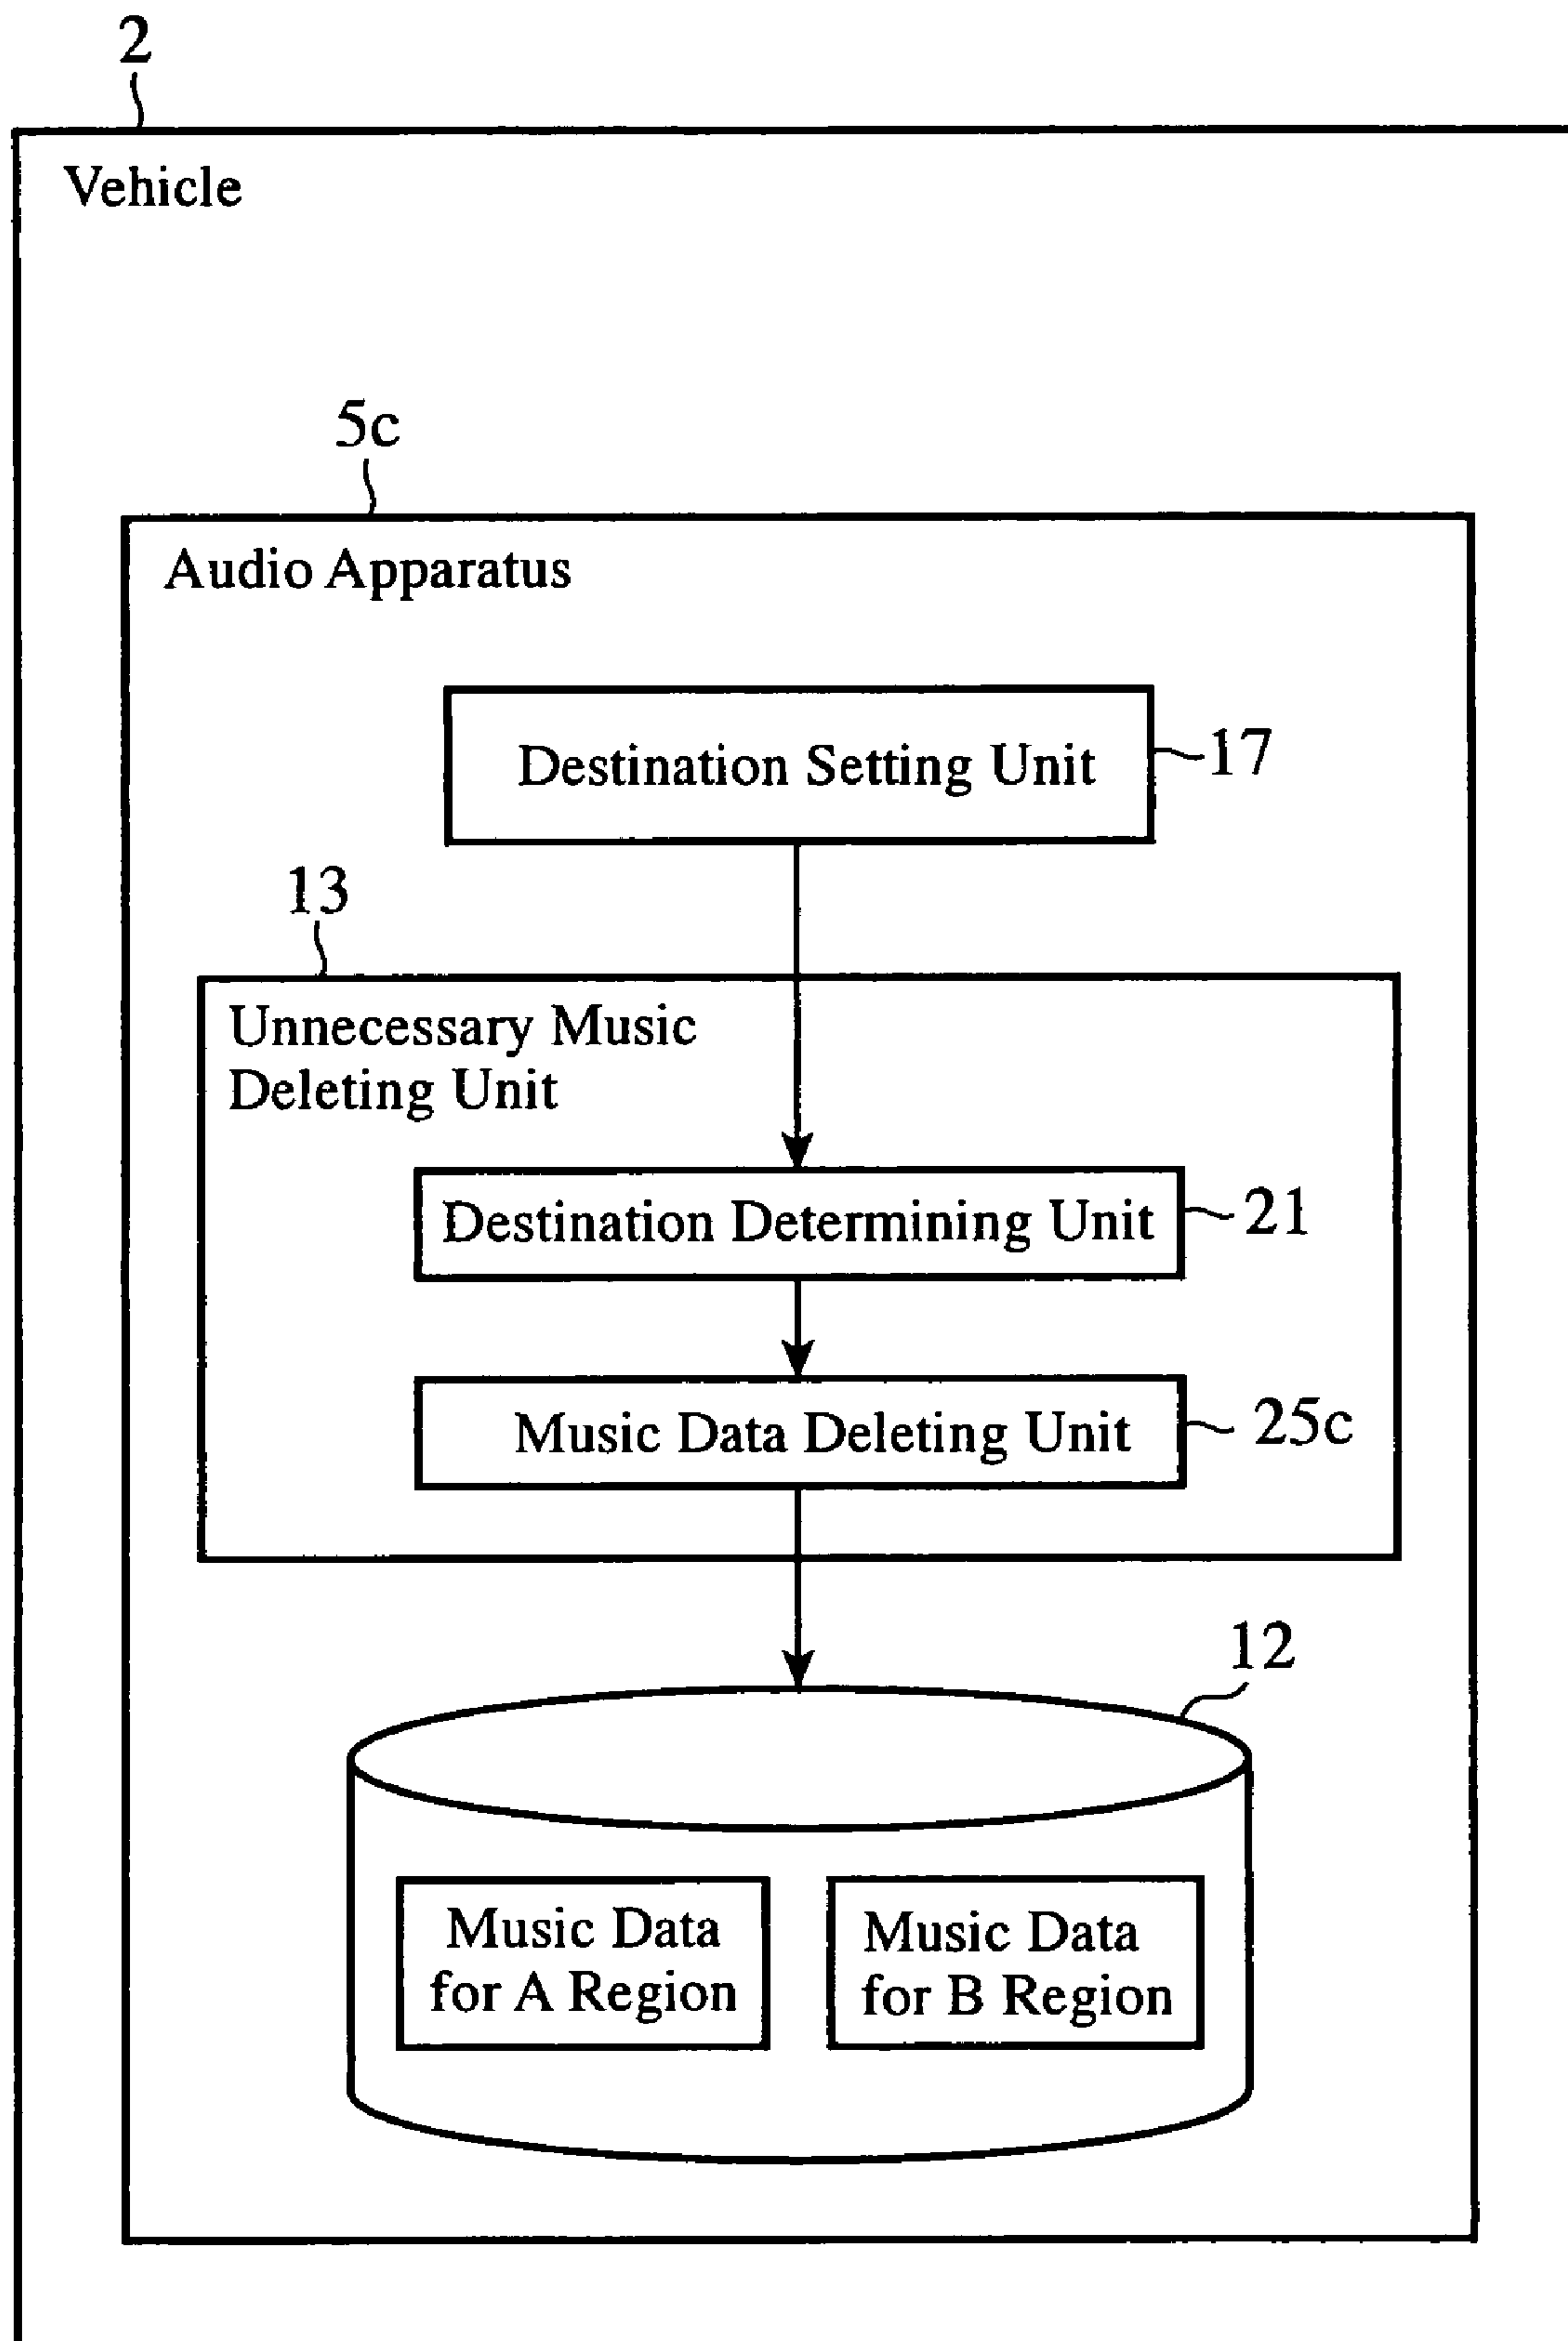 2
Vehicle
5c
Audio Apparatus
Destination Setting Unit
17
13
Unnecessary Music
Deleting Unit
Destination Determining Unit
21
Music Data Deleting Unit
25c
12
Music Data
for A Region
Music Data
for B Region